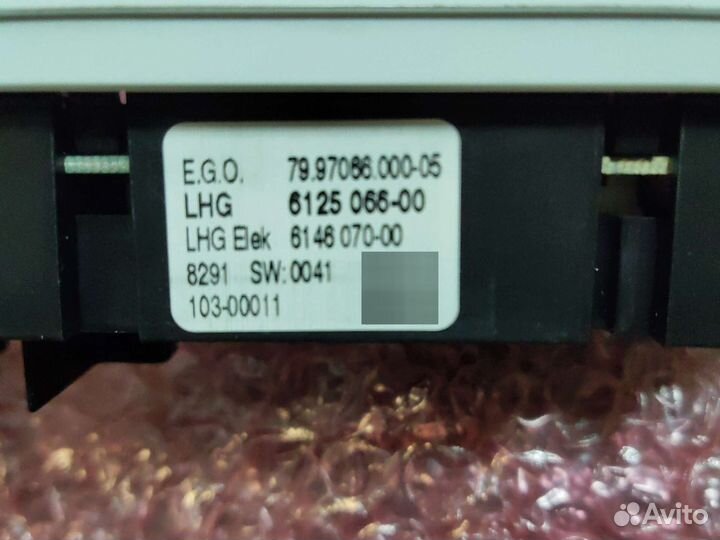 E.G.O. 79.97086.000-05
LHG 6125 066-00
LHG Elek 6146 070-00
8291 SW:0041
103-00011
Avito